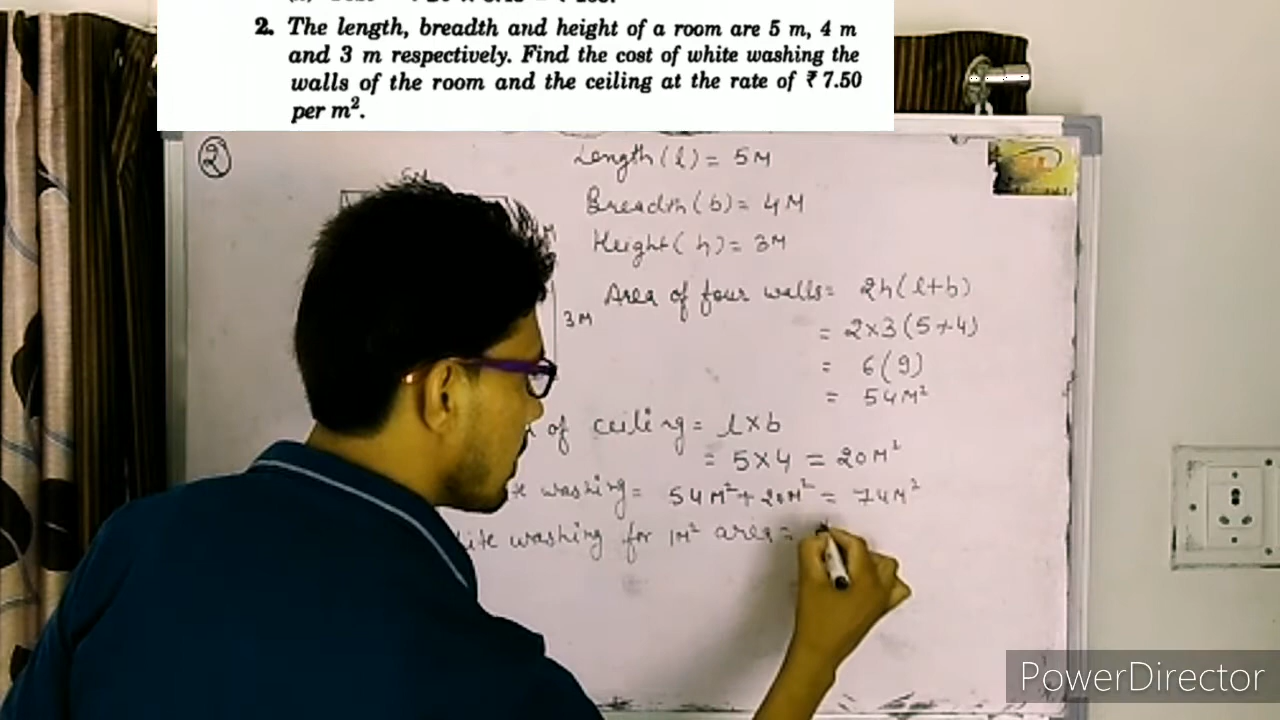 2. The length, breadth and height of a room are 5 m, 4 m
and 3 m respectively. Find the cost of white washing the
walls of the room and the ceiling at the rate of ₹ 7.50
per m².
2
Length (l) = 5M
Breadth (b) = 4M
Height (h) = 3M
3M
Area of four walls = 2h(l+b)
= 2×3(5+4)
= 6(9)
= 54M²
of ceiling = l×b
= 5×4 = 20M²
washing = 54M²+20M² = 74M²
washing for 1M² area =
PowerDirector